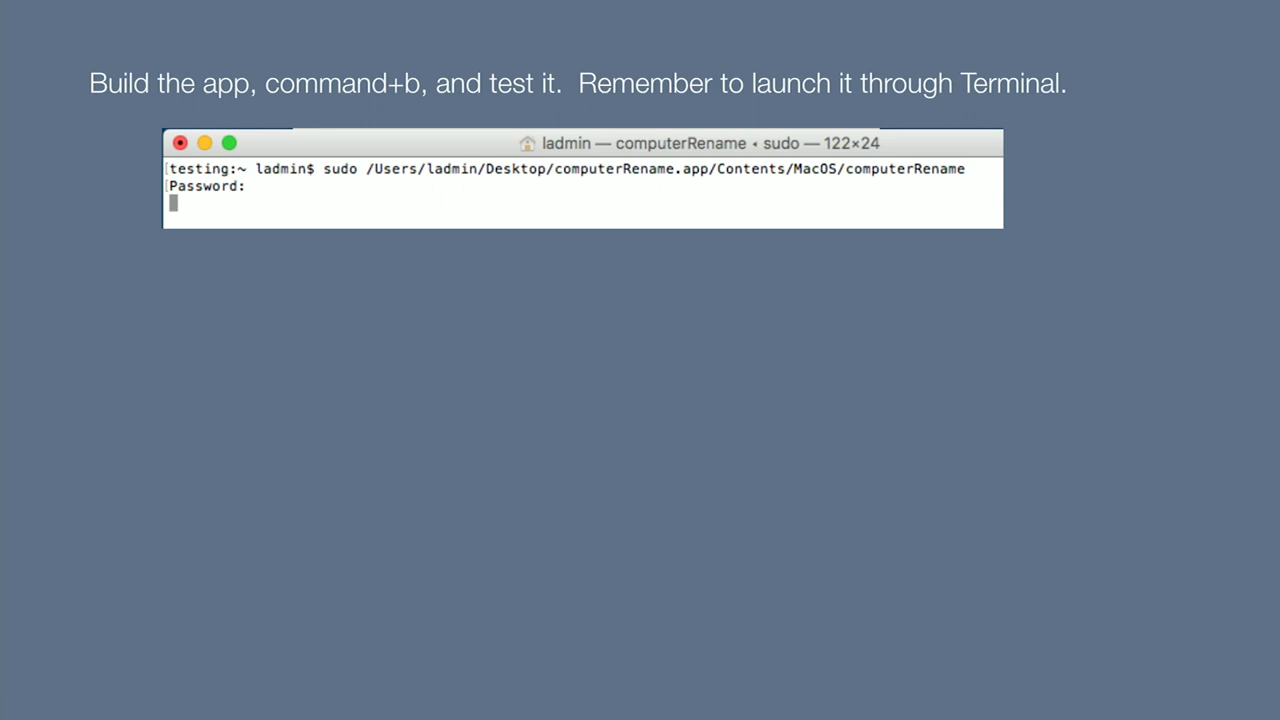 Build the app, command+b, and test it.  Remember to launch it through Terminal.
ladmin — computerRename ◂ sudo — 122×24
[testing:~ ladmin$ sudo /Users/ladmin/Desktop/computerRename.app/Contents/MacOS/computerRename
[Password: